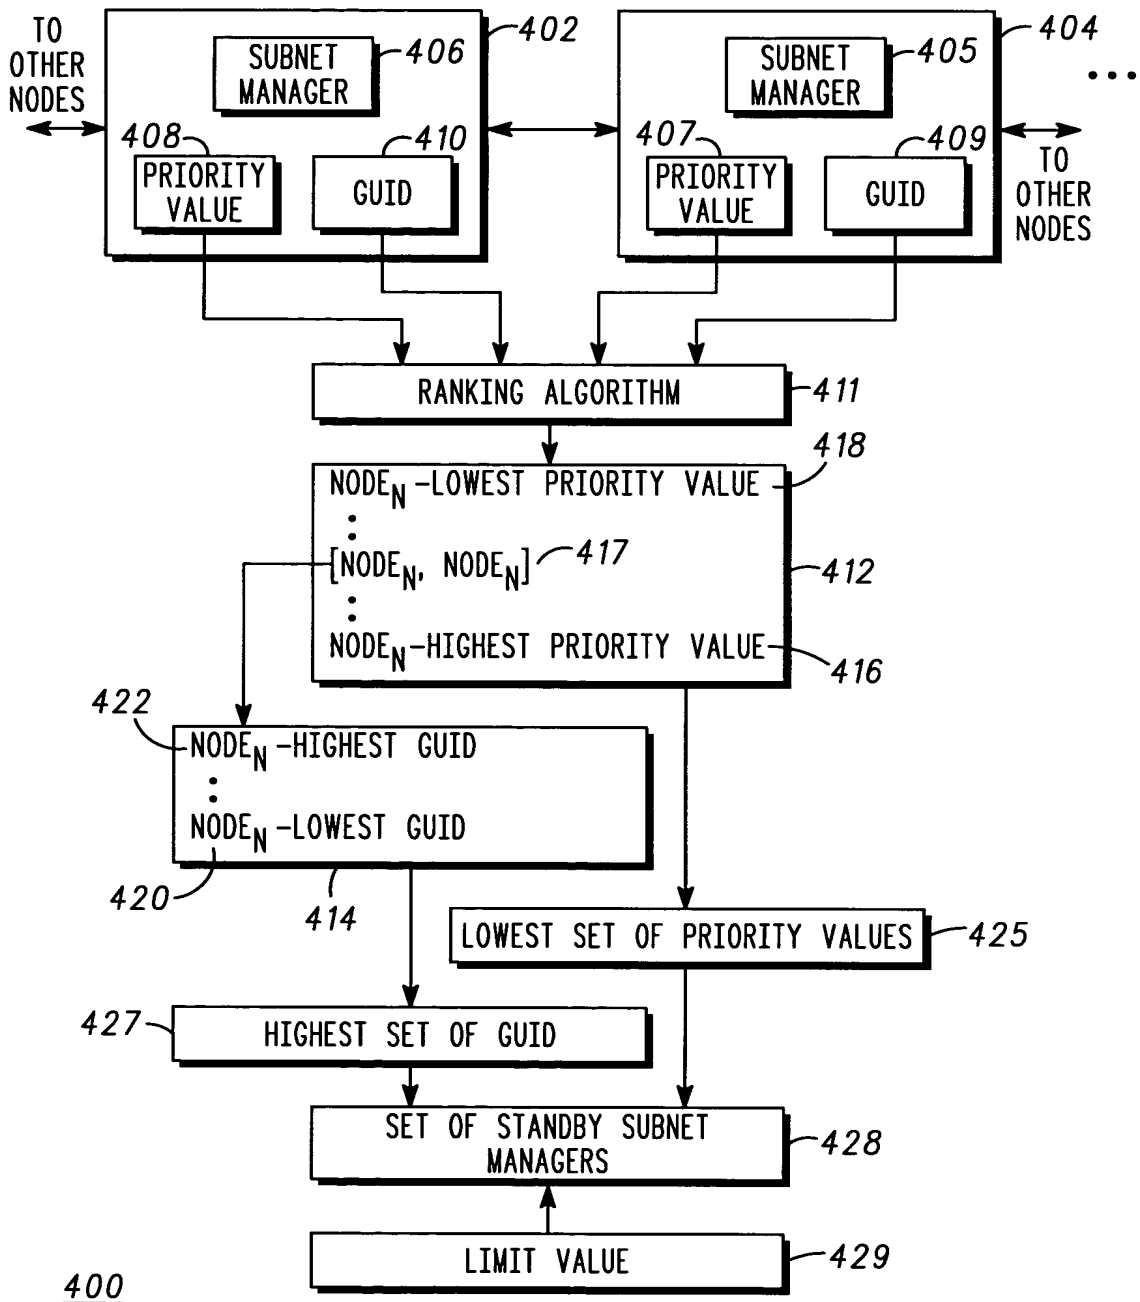 TO
OTHER
NODES
402
SUBNET
MANAGER
406
408
PRIORITY
VALUE
410
GUID
404
SUBNET
MANAGER
405
407
PRIORITY
VALUE
409
GUID
TO
OTHER
NODES
RANKING ALGORITHM
411
NODEN-LOWEST PRIORITY VALUE
418
[NODEN, NODEN]
417
412
NODEN-HIGHEST PRIORITY VALUE
416
422
NODEN-HIGHEST GUID
NODEN-LOWEST GUID
420
414
LOWEST SET OF PRIORITY VALUES
425
427
HIGHEST SET OF GUID
SET OF STANDBY SUBNET
MANAGERS
428
LIMIT VALUE
429
400